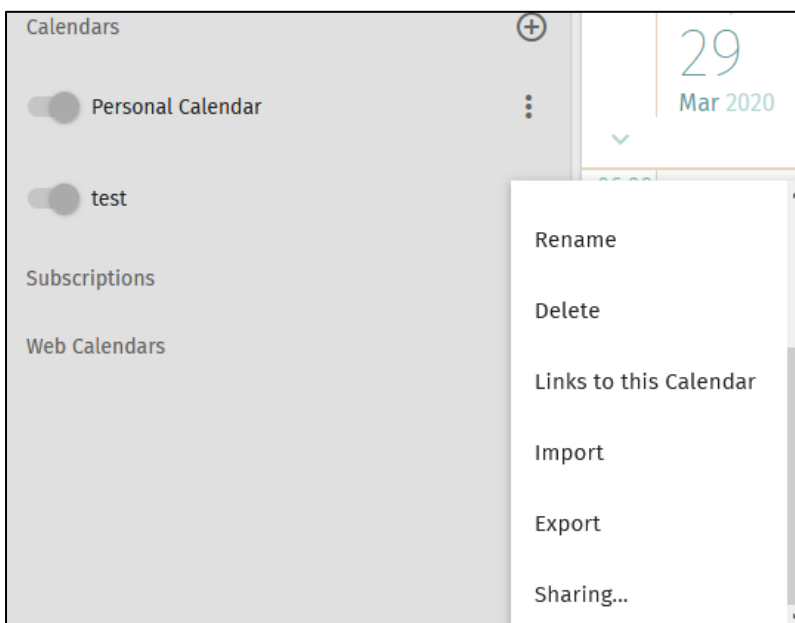 Calendars
29
Mar 2020
Personal Calendar
test
Rename
Subscriptions
Delete
Web Calendars
Links to this Calendar
Import
Export
Sharing...